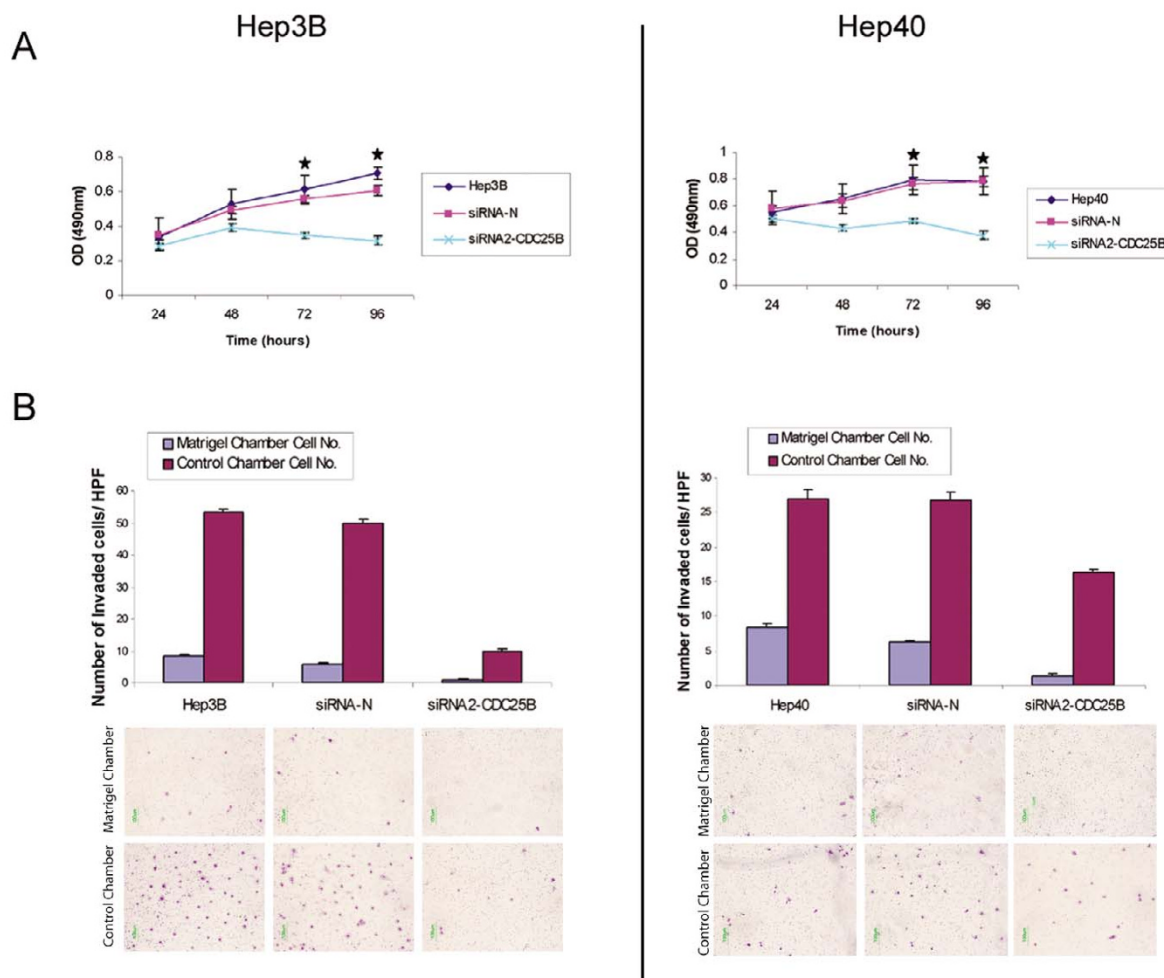 Hep3B
Hep40
A
0.8
0.6
0.4
0.2
0
OD (490nm)
24 48 72 96
Time (hours)
Hep3B
siRNA-N
siRNA2-CDC25B
1
0.8
0.6
0.4
0.2
0
OD (490nm)
24 48 72 96
Time (hours)
Hep40
siRNA-N
siRNA2-CDC25B
B
Matrigel Chamber Cell No.
Control Chamber Cell No.
60
50
40
30
20
10
0
Number of Invaded cells/ HPF
Hep3B siRNA-N siRNA2-CDC25B
Matrigel Chamber
Control Chamber
Matrigel Chamber Cell No.
Control Chamber Cell No.
30
25
20
15
10
5
0
Number of Invaded cells/ HPF
Hep40 siRNA-N siRNA2-CDC25B
Matrigel Chamber
Control Chamber